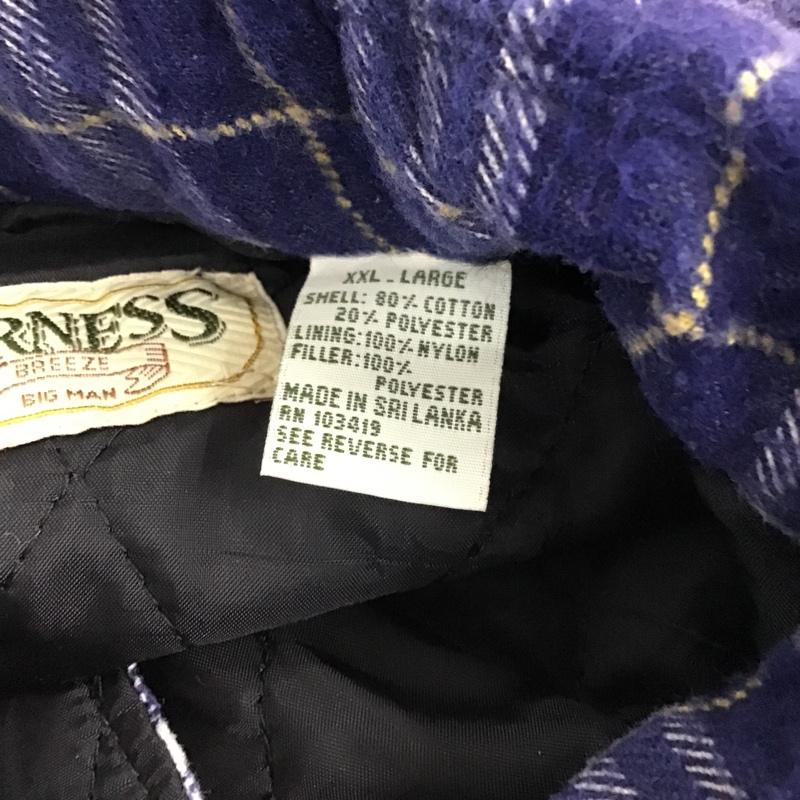 RNESS
BREEZE
BIG MAN
XXL - LARGE
SHELL: 80% COTTON
20% POLYESTER
LINING:100% NYLON
FILLER:100%
POLYESTER
MADE IN SRI LANKA
RN 103419
SEE REVERSE FOR
CARE